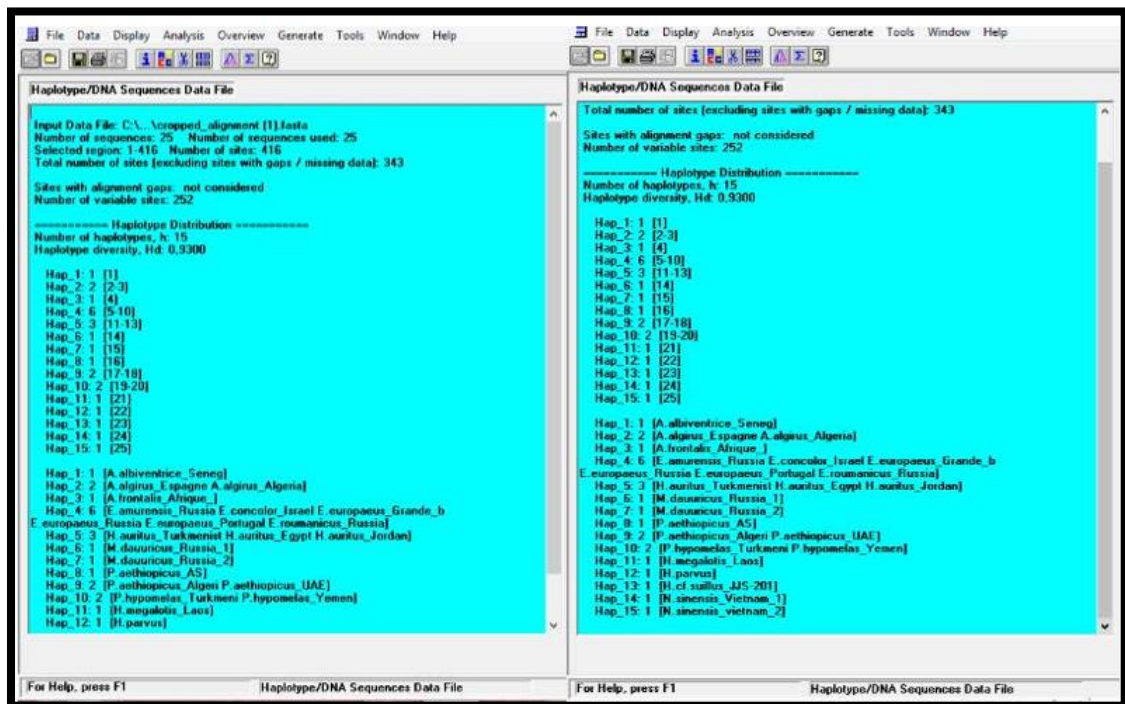 File Data Display Analysis Overview Generate Tools Window Help
Haplotype/DNA Sequences Data File
Input Data File: C:\...\cropped_alignment (1).fasta
Number of sequences: 25 Number of sequences used: 25
Selected region: 1-416 Number of sites: 416
Total number of sites (excluding sites with gaps / missing data): 343
Sites with alignment gaps: not considered
Number of variable sites: 252
=========== Haplotype Distribution ===========
Number of haplotypes, h: 15
Haplotype diversity, Hd: 0,9300
Hap_1: 1 [1]
Hap_2: 2 [2-3]
Hap_3: 1 [4]
Hap_4: 6 [5-10]
Hap_5: 3 [11-13]
Hap_6: 1 [14]
Hap_7: 1 [15]
Hap_8: 1 [16]
Hap_9: 2 [17-18]
Hap_10: 2 [19-20]
Hap_11: 1 [21]
Hap_12: 1 [22]
Hap_13: 1 [23]
Hap_14: 1 [24]
Hap_15: 1 [25]
Hap_1: 1 [A.albiventrice_Seneg]
Hap_2: 2 [A.algirus_Espagne A.algirus_Algeria]
Hap_3: 1 [A.frontalis_Afrique_]
Hap_4: 6 [E.amurensis_Russia E.concolor_Israel E.europaeus_Grande_b
E.europaeus_Russia E.europaeus_Portugal E.roumanicus_Russia]
Hap_5: 3 [H.auritus_Turkmenist H.auritus_Egypt H.auritus_Jordan]
Hap_6: 1 [M.dauuricus_Russia_1]
Hap_7: 1 [M.dauuricus_Russia_2]
Hap_8: 1 [P.aethiopicus_AS]
Hap_9: 2 [P.aethiopicus_Algeri P.aethiopicus_UAE]
Hap_10: 2 [P.hypomelas_Turkmeni P.hypomelas_Yemen]
Hap_11: 1 [H.megalotis_Laos]
Hap_12: 1 [H.parvus]
For Help, press F1 Haplotype/DNA Sequences Data File
File Data Display Analysis Overview Generate Tools Window Help
Haplotype/DNA Sequences Data File
Total number of sites (excluding sites with gaps / missing data): 343
Sites with alignment gaps: not considered
Number of variable sites: 252
=========== Haplotype Distribution ===========
Number of haplotypes, h: 15
Haplotype diversity, Hd: 0,9300
Hap_1: 1 [1]
Hap_2: 2 [2-3]
Hap_3: 1 [4]
Hap_4: 6 [5-10]
Hap_5: 3 [11-13]
Hap_6: 1 [14]
Hap_7: 1 [15]
Hap_8: 1 [16]
Hap_9: 2 [17-18]
Hap_10: 2 [19-20]
Hap_11: 1 [21]
Hap_12: 1 [22]
Hap_13: 1 [23]
Hap_14: 1 [24]
Hap_15: 1 [25]
Hap_1: 1 [A.albiventrice_Seneg]
Hap_2: 2 [A.algirus_Espagne A.algirus_Algeria]
Hap_3: 1 [A.frontalis_Afrique_]
Hap_4: 6 [E.amurensis_Russia E.concolor_Israel E.europaeus_Grande_b
E.europaeus_Russia E.europaeus_Portugal E.roumanicus_Russia]
Hap_5: 3 [H.auritus_Turkmenist H.auritus_Egypt H.auritus_Jordan]
Hap_6: 1 [M.dauuricus_Russia_1]
Hap_7: 1 [M.dauuricus_Russia_2]
Hap_8: 1 [P.aethiopicus_AS]
Hap_9: 2 [P.aethiopicus_Algeri P.aethiopicus_UAE]
Hap_10: 2 [P.hypomelas_Turkmeni P.hypomelas_Yemen]
Hap_11: 1 [H.megalotis_Laos]
Hap_12: 1 [H.parvus]
Hap_13: 1 [H.cf.suillus_JJS-201]
Hap_14: 1 [N.sinensis_Vietnam_1]
Hap_15: 1 [N.sinensis_vietnam_2]
For Help, press F1 Haplotype/DNA Sequences Data File